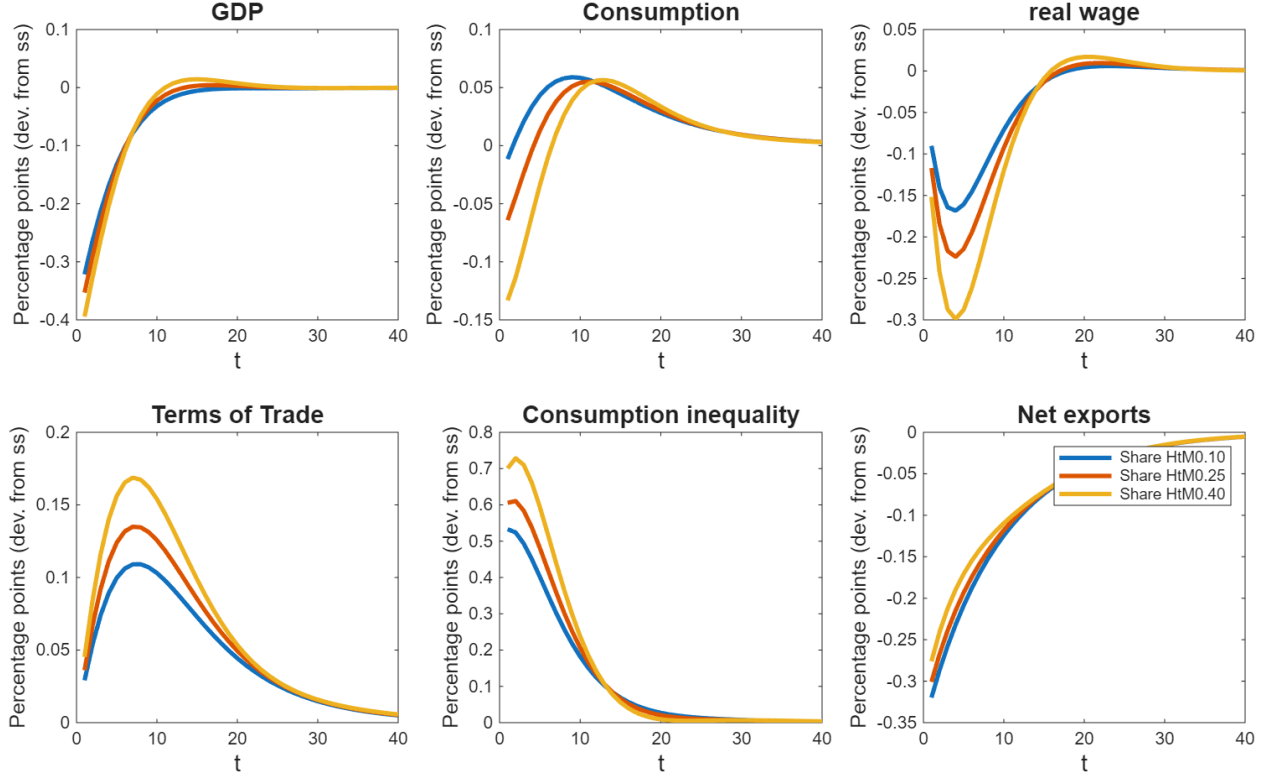 GDP
Consumption
real wage
Percentage points (dev. from ss)
0.1
0
-0.1
-0.2
-0.3
-0.4
0 10 20 30 40
t
Percentage points (dev. from ss)
0.1
0.05
0
-0.05
-0.1
-0.15
0 10 20 30 40
t
Percentage points (dev. from ss)
0.05
0
-0.05
-0.1
-0.15
-0.2
-0.25
-0.3
0 10 20 30 40
t
Terms of Trade
Consumption inequality
Net exports
Percentage points (dev. from ss)
0.2
0.15
0.1
0.05
0
0 10 20 30 40
t
Percentage points (dev. from ss)
0.8
0.7
0.6
0.5
0.4
0.3
0.2
0.1
0
0 10 20 30 40
t
Percentage points (dev. from ss)
0
-0.05
-0.1
-0.15
-0.2
-0.25
-0.3
-0.35
0 10 20 30 40
t
Share HtM0.10
Share HtM0.25
Share HtM0.40